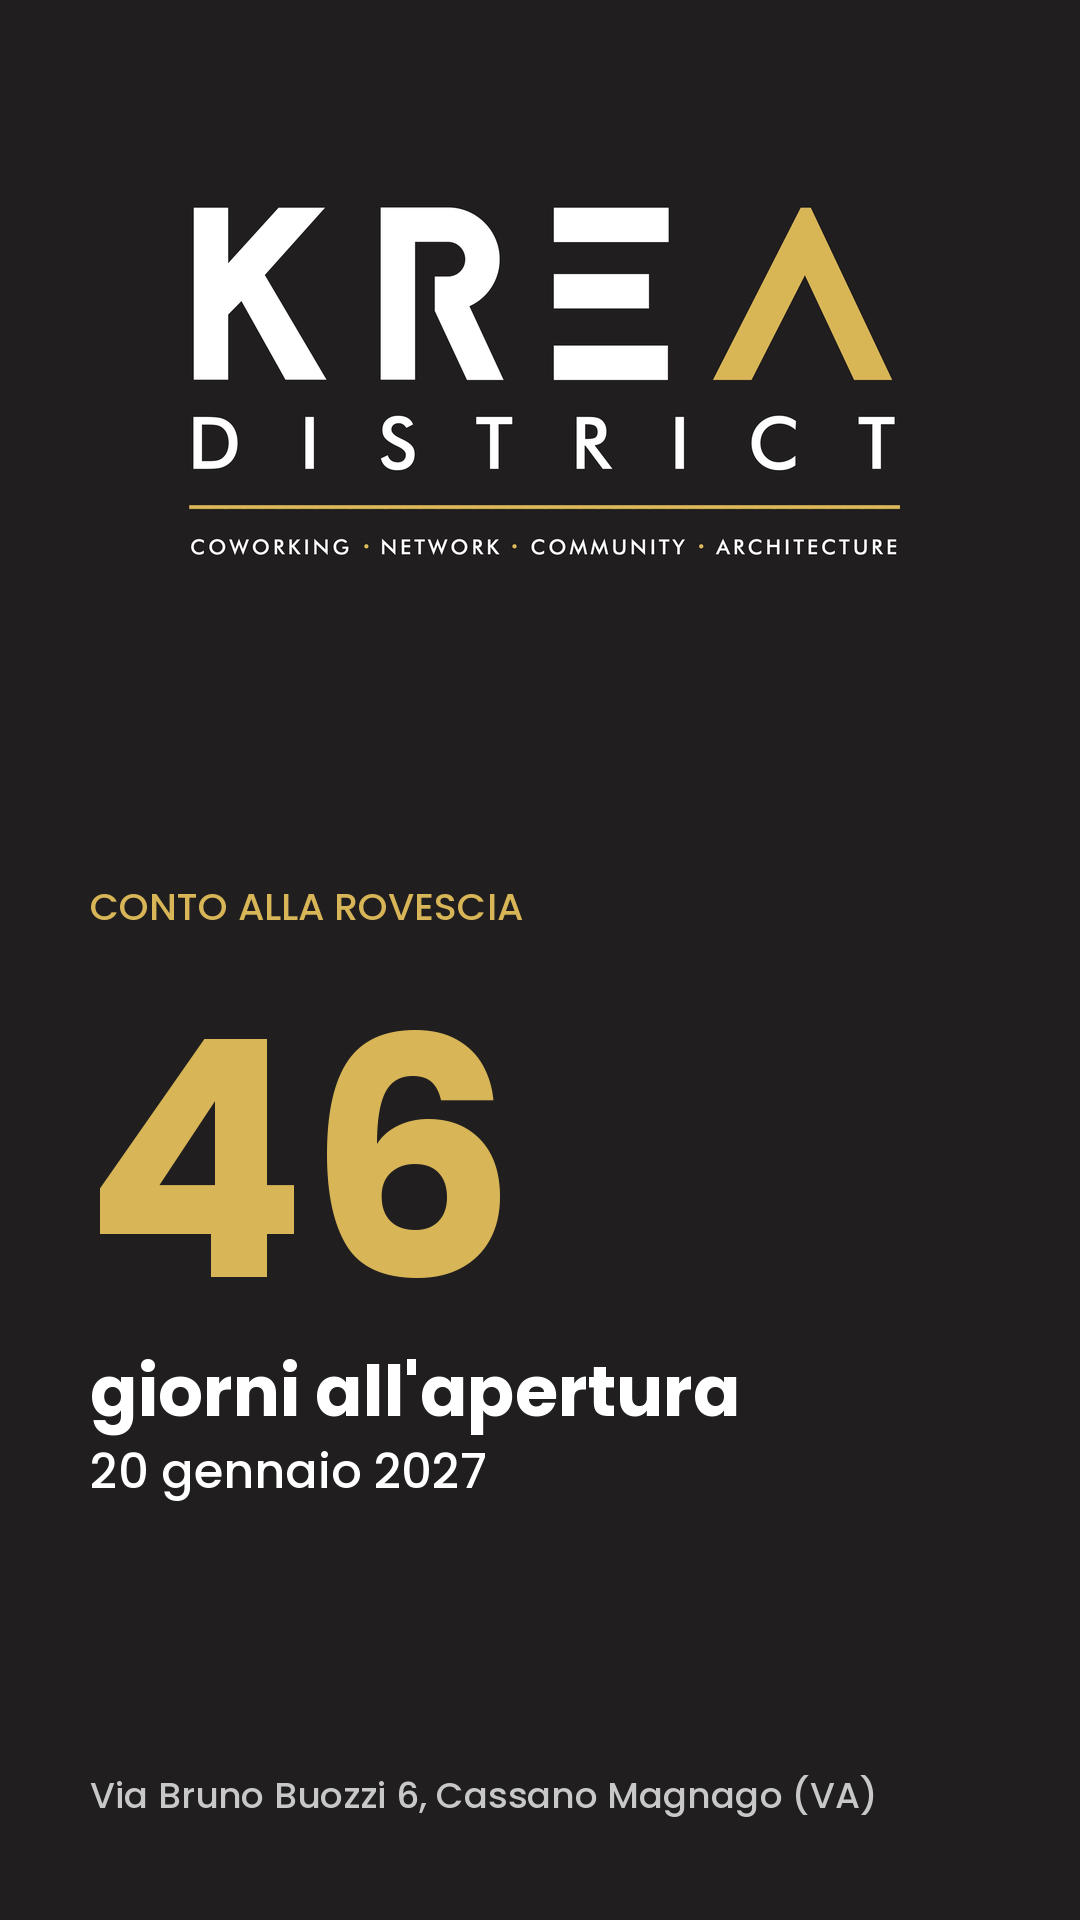 KREA
DISTRICT
COWORKING · NETWORK · COMMUNITY · ARCHITECTURE
CONTO ALLA ROVESCIA
46
giorni all'apertura
20 gennaio 2027
Via Bruno Buozzi 6, Cassano Magnago (VA)